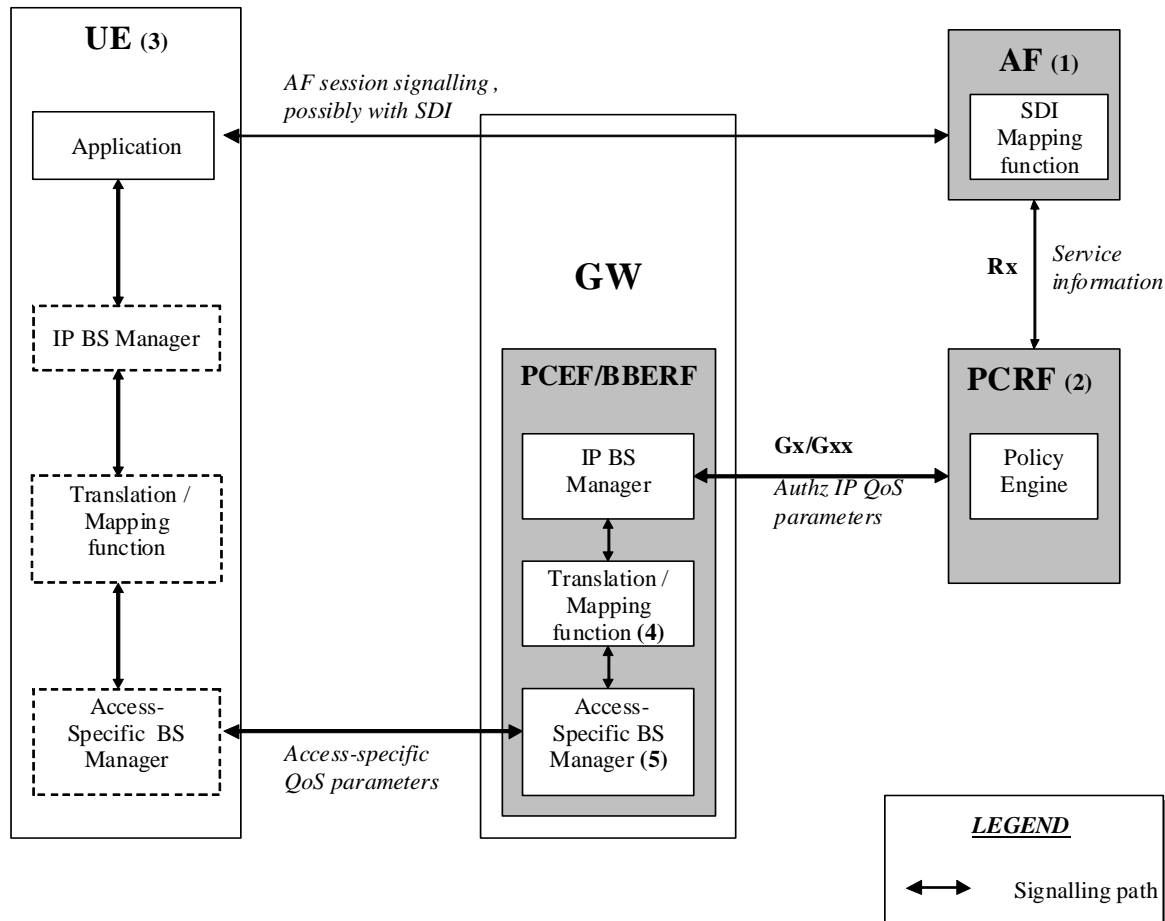 UE (3)
AF session signalling ,
possibly with SDI
AF (1)
SDI
Mapping
function
Application
GW
Rx
Service
information
IP BS Manager
PCEF/BBERF
PCRF (2)
IP BS
Manager
Gx/Gxx
Authz IP QoS
parameters
Policy
Engine
Translation /
Mapping
function
Translation /
Mapping
function (4)
Access-
Specific BS
Manager
Access-specific
QoS parameters
Access-
Specific BS
Manager (5)
LEGEND
Signalling path